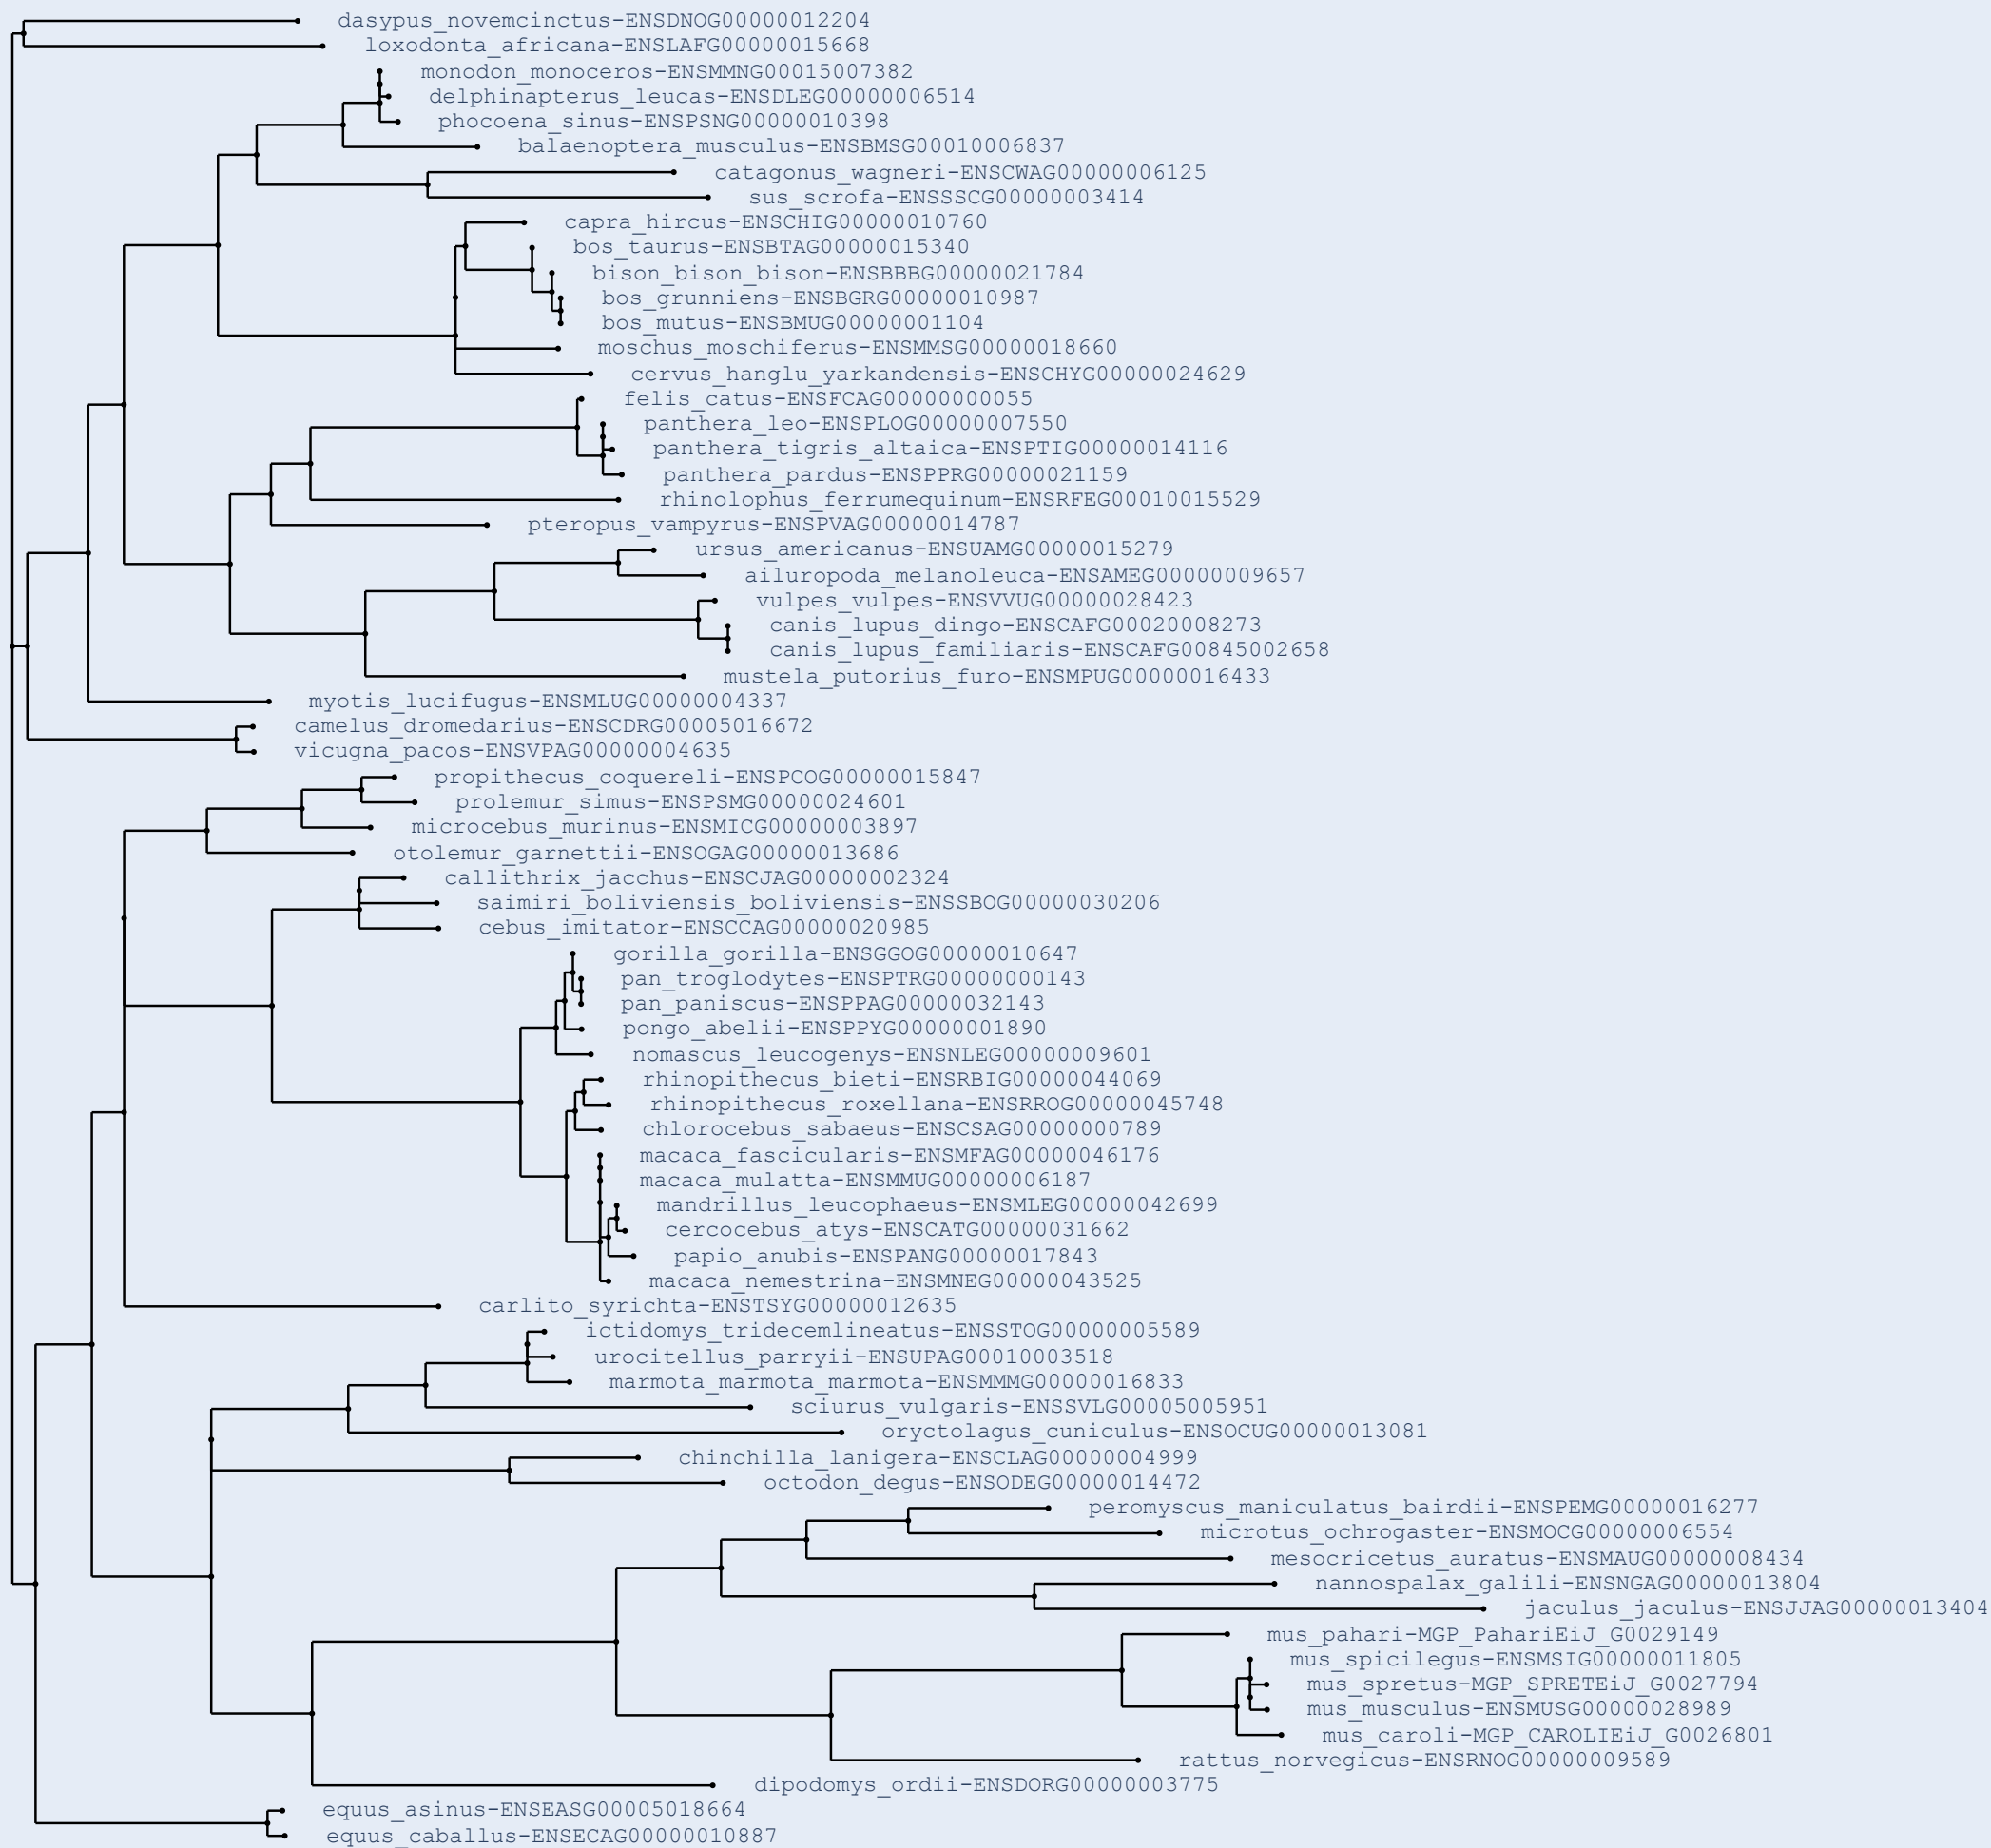 dasypus_novemcinctus-ENSDNOG00000012204
loxodonta_africana-ENSLAFG00000015668
monodon_monoceros-ENSMMNG00015007382
delphinapterus_leucas-ENSDLEG00000006514
phocoena_sinus-ENSPSNG00000010398
balaenoptera_musculus-ENSBMSG00010006837
catagonus_wagneri-ENSCWAG00000006125
sus_scrofa-ENSSSCG00000003414
capra_hircus-ENSCHIG00000010760
bos_taurus-ENSBTAG00000015340
bison_bison_bison-ENSBBBG00000021784
bos_grunniens-ENSBGRG00000010987
bos_mutus-ENSBMUG00000001104
moschus_moschiferus-ENSMMSG00000018660
cervus_hanglu_yarkandensis-ENSCHYG00000024629
felis_catus-ENSFCAG00000000055
panthera_leo-ENSPLOG00000007550
panthera_tigris_altaica-ENSPTIG00000014116
panthera_pardus-ENSPPRG00000021159
rhinolophus_ferrumequinum-ENSRFEG00010015529
pteropus_vampyrus-ENSPVAG00000014787
ursus_americanus-ENSUAMG00000015279
ailuropoda_melanoleuca-ENSAMEG00000009657
vulpes_vulpes-ENSVVUG00000028423
canis_lupus_dingo-ENSCAFG00020008273
canis_lupus_familiaris-ENSCAFG00845002658
mustela_putorius_furo-ENSMPUG00000016433
myotis_lucifugus-ENSMLUG00000004337
camelus_dromedarius-ENSCDRG00005016672
vicugna_pacos-ENSVPAG00000004635
propithecus_coquereli-ENSPCOG00000015847
prolemur_simus-ENSPSMG00000024601
microcebus_murinus-ENSMICG00000003897
otolemur_garnettii-ENSOGAG00000013686
callithrix_jacchus-ENSCJAG00000002324
saimiri_boliviensis_boliviensis-ENSSBOG00000030206
cebus_imitator-ENSCCAG00000020985
gorilla_gorilla-ENSGGOG00000010647
pan_troglodytes-ENSPTRG00000000143
pan_paniscus-ENSPPAG00000032143
pongo_abelii-ENSPPYG00000001890
nomascus_leucogenys-ENSNLEG00000009601
rhinopithecus_bieti-ENSRBIG00000044069
rhinopithecus_roxellana-ENSRROG00000045748
chlorocebus_sabaeus-ENSCSAG00000000789
macaca_fascicularis-ENSMFAG00000046176
macaca_mulatta-ENSMMUG00000006187
mandrillus_leucophaeus-ENSMLEG00000042699
cercocebus_atys-ENSCATG00000031662
papio_anubis-ENSPANG00000017843
macaca_nemestrina-ENSMNEG00000043525
carlito_syrichta-ENSTSYG00000012635
ictidomys_tridecemlineatus-ENSSTOG00000005589
urocitellus_parryii-ENSUPAG00010003518
marmota_marmota_marmota-ENSMMMG00000016833
sciurus_vulgaris-ENSSVLG00005005951
oryctolagus_cuniculus-ENSOCUG00000013081
chinchilla_lanigera-ENSCLAG00000004999
octodon_degus-ENSODEG00000014472
peromyscus_maniculatus_bairdii-ENSPEMG00000016277
microtus_ochrogaster-ENSMOCG00000006554
mesocricetus_auratus-ENSMAUG00000008434
nannospalax_galili-ENSNGAG00000013804
jaculus_jaculus-ENSJJAG00000013404
mus_pahari-MGP_PahariEiJ_G0029149
mus_spicilegus-ENSMSIG00000011805
mus_spretus-MGP_SPRETEiJ_G0027794
mus_musculus-ENSMUSG00000028989
mus_caroli-MGP_CAROLIEiJ_G0026801
rattus_norvegicus-ENSRNOG00000009589
dipodomys_ordii-ENSDORG00000003775
equus_asinus-ENSEASG00005018664
equus_caballus-ENSECAG00000010887